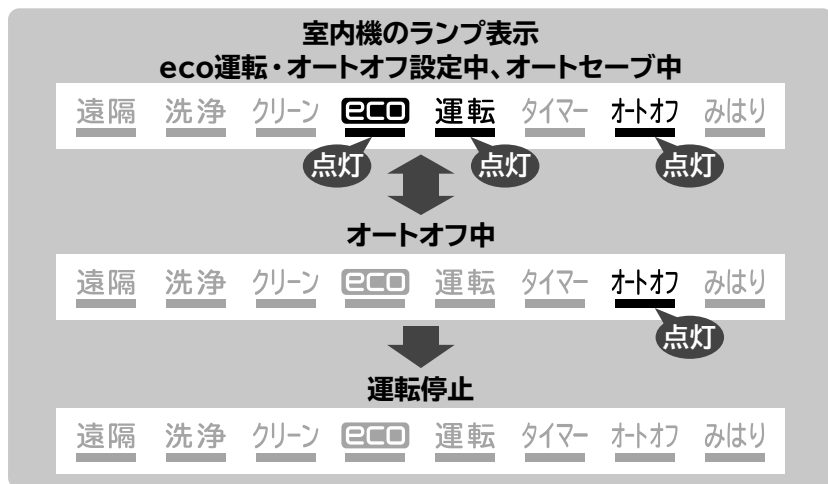 室内機のランプ表示
eco運転・オートオフ設定中、オートセーブ中
遠隔 洗浄 クリーン eco 運転 タイマー オートオフ みはり
点灯 点灯 点灯
オートオフ中
遠隔 洗浄 クリーン eco 運転 タイマー オートオフ みはり
点灯
運転停止
遠隔 洗浄 クリーン eco 運転 タイマー オートオフ みはり